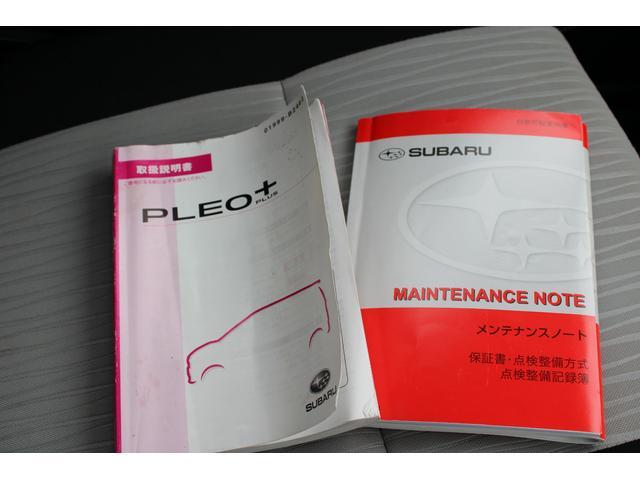 取扱説明書
PLEO+
PLUS
SUBARU
SUBARU
MAINTENANCE NOTE
メンテナンスノート
保証書・点検整備方式
点検整備記録簿